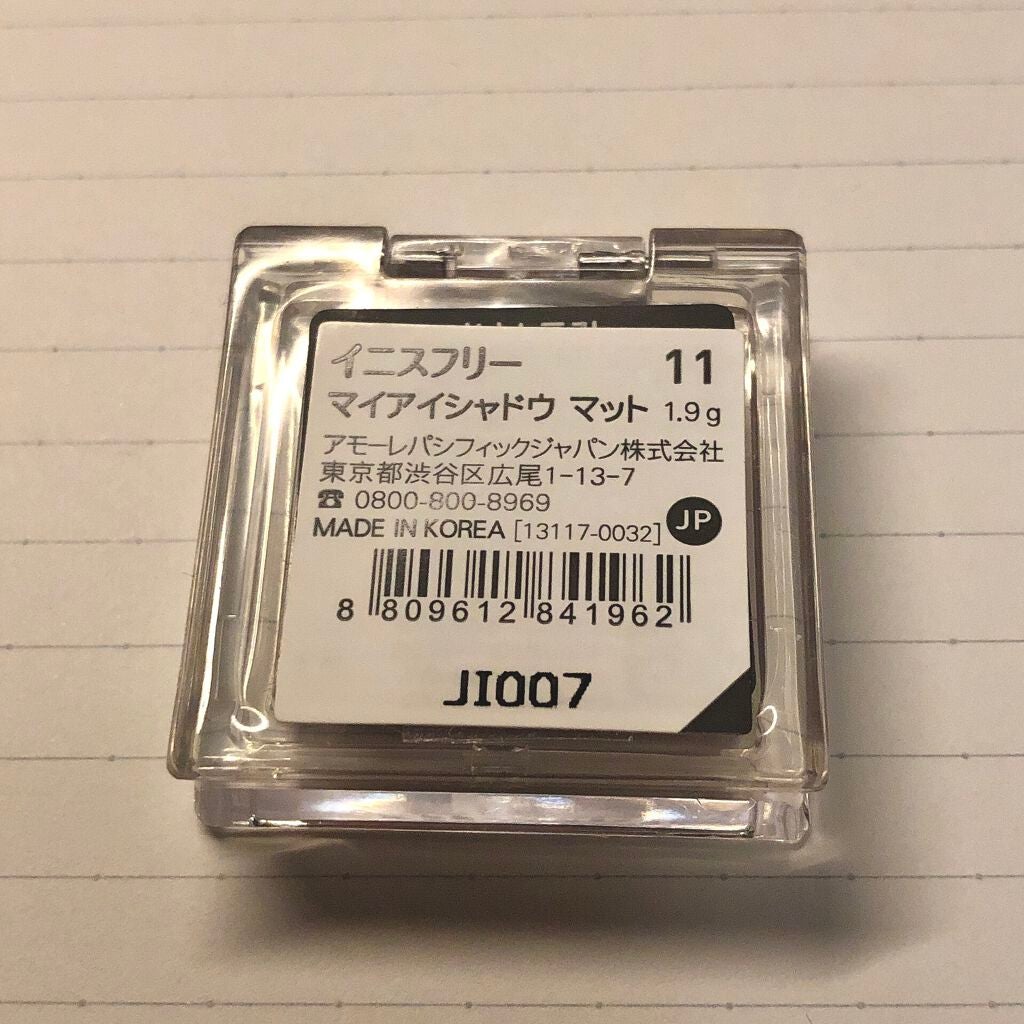 イニスフリー 11
マイアイシャドウ マット 1.9g
アモーレパシフィックジャパン株式会社
東京都渋谷区広尾1-13-7
☎ 0800-800-8969
MADE IN KOREA [13117-0032] JP
8 809612 841962
JI007